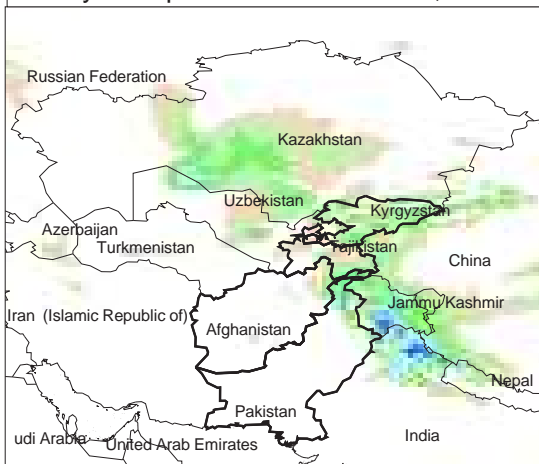 Russian Federation
Kazakhstan
Uzbekistan
Kyrgyzstan
Azerbaijan
Turkmenistan
Tajikistan
China
Jammu/Kashmir
Iran (Islamic Republic of)
Afghanistan
Nepal
Pakistan
udi Arabia
United Arab Emirates
India